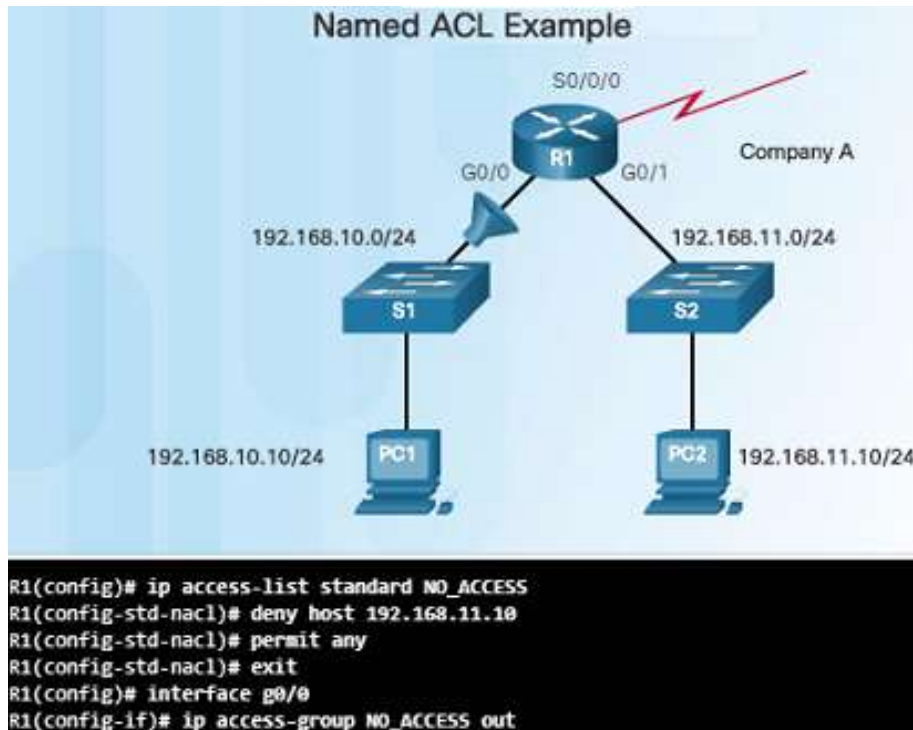 Named ACL Example
S0/0/0
R1
Company A
G0/0
G0/1
192.168.10.0/24
192.168.11.0/24
S1
S2
192.168.10.10/24
PC1
PC2
192.168.11.10/24
R1(config)# ip access-list standard NO_ACCESS
R1(config-std-nacl)# deny host 192.168.11.10
R1(config-std-nacl)# permit any
R1(config-std-nacl)# exit
R1(config)# interface g0/0
R1(config-if)# ip access-group NO_ACCESS out